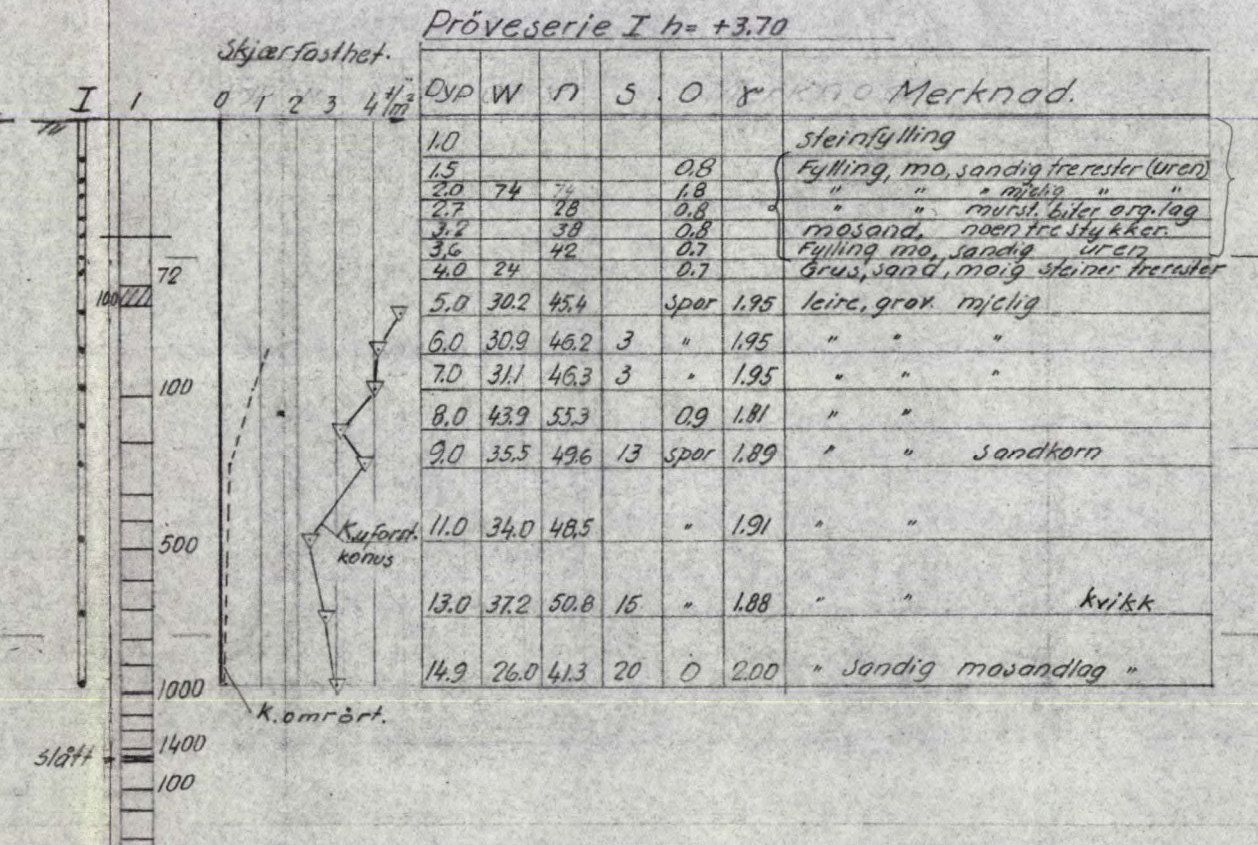 Pröveserie I h= +3.70
Skjærfasthet.
I 1 0 1 2 3 4 t/m²
Dyp W n S O γ Merknad.
1.0 steinfylling
1.5 0.8 Fylling, mo, sandig trerester (uren)
2.0 74 74 1.8 " " " mjelig " "
2.7 28 0.8 " " murst. biter org. lag
3.2 38 0.8 mosand, noen trestykker.
3.6 42 0.7 Fylling mo, sandig uren
4.0 24 0.7 Grus, sand, moig steiner trerester
72
100
5.0 30.2 45.4 spor 1.95 leire, grov. mjelig
6.0 30.9 46.2 3 " 1.95 " " "
7.0 31.1 46.3 3 " 1.95 " " "
100
8.0 43.9 55.3 0.9 1.81 " "
9.0 35.5 49.6 13 spor 1.89 " " sandkorn
11.0 34.0 48.5 " 1.91 " "
K.uforst.
konus
500
13.0 37.2 50.8 15 " 1.88 " " kvikk
14.9 26.0 41.3 20 0 2.00 " sandig mosandlag "
1000
K.omrört.
1400
slått
100